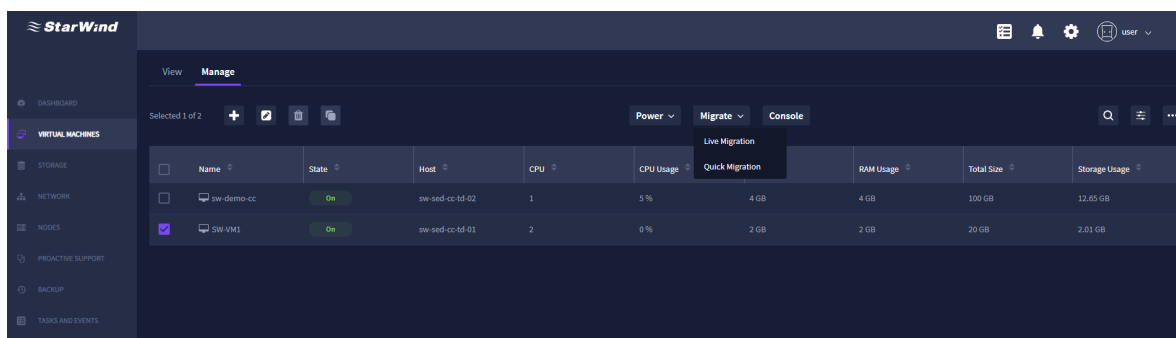 StarWind
user
View Manage
DASHBOARD
Selected 1 of 2 Power Migrate Console
VIRTUAL MACHINES
Live Migration
STORAGE
Name State Host CPU CPU Usage RAM Usage Total Size Storage Usage
Quick Migration
NETWORK
sw-demo-cc On sw-sed-cc-td-02 1 5 % 4 GB 4 GB 100 GB 12.65 GB
NODES
SW-VM1 On sw-sed-cc-td-01 2 0 % 2 GB 2 GB 20 GB 2.01 GB
PROACTIVE SUPPORT
BACKUP
TASKS AND EVENTS